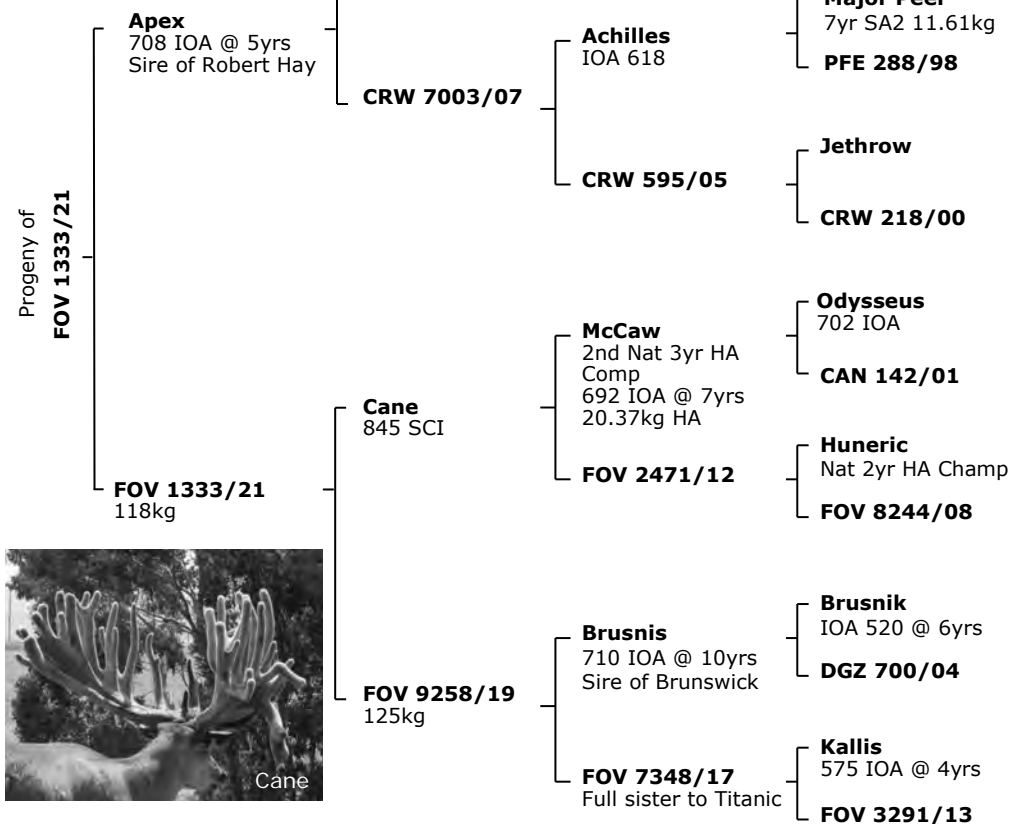 Major Peel
7yr SA2 11.61kg
PFE 288/98
Apex
708 IOA @ 5yrs
Sire of Robert Hay
Achilles
IOA 618
CRW 7003/07
Jethrow
CRW 595/05
CRW 218/00
Progeny of
FOV 1333/21
Odysseus
702 IOA
McCaw
2nd Nat 3yr HA
Comp
692 IOA @ 7yrs
20.37kg HA
CAN 142/01
Cane
845 SCI
Huneric
Nat 2yr HA Champ
FOV 2471/12
FOV 8244/08
FOV 1333/21
118kg
Brusnik
IOA 520 @ 6yrs
Brusnis
710 IOA @ 10yrs
Sire of Brunswick
DGZ 700/04
FOV 9258/19
125kg
Kallis
575 IOA @ 4yrs
FOV 7348/17
Full sister to Titanic
FOV 3291/13
Cane